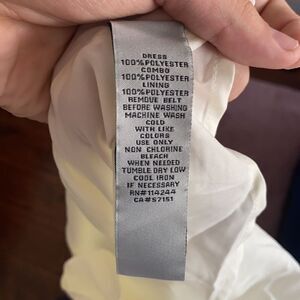 DRESS
100%POLYESTER
COMBO
100%POLYESTER
LINING
100%POLYESTER
REMOVE BELT
BEFORE WASHING
MACHINE WASH
COLD
WITH LIKE
COLORS
USE ONLY
NON CHLORINE
BLEACH
WHEN NEEDED
TUMBLE DRY LOW
COOL IRON
IF NECESSARY
RN#114244
CA#57151